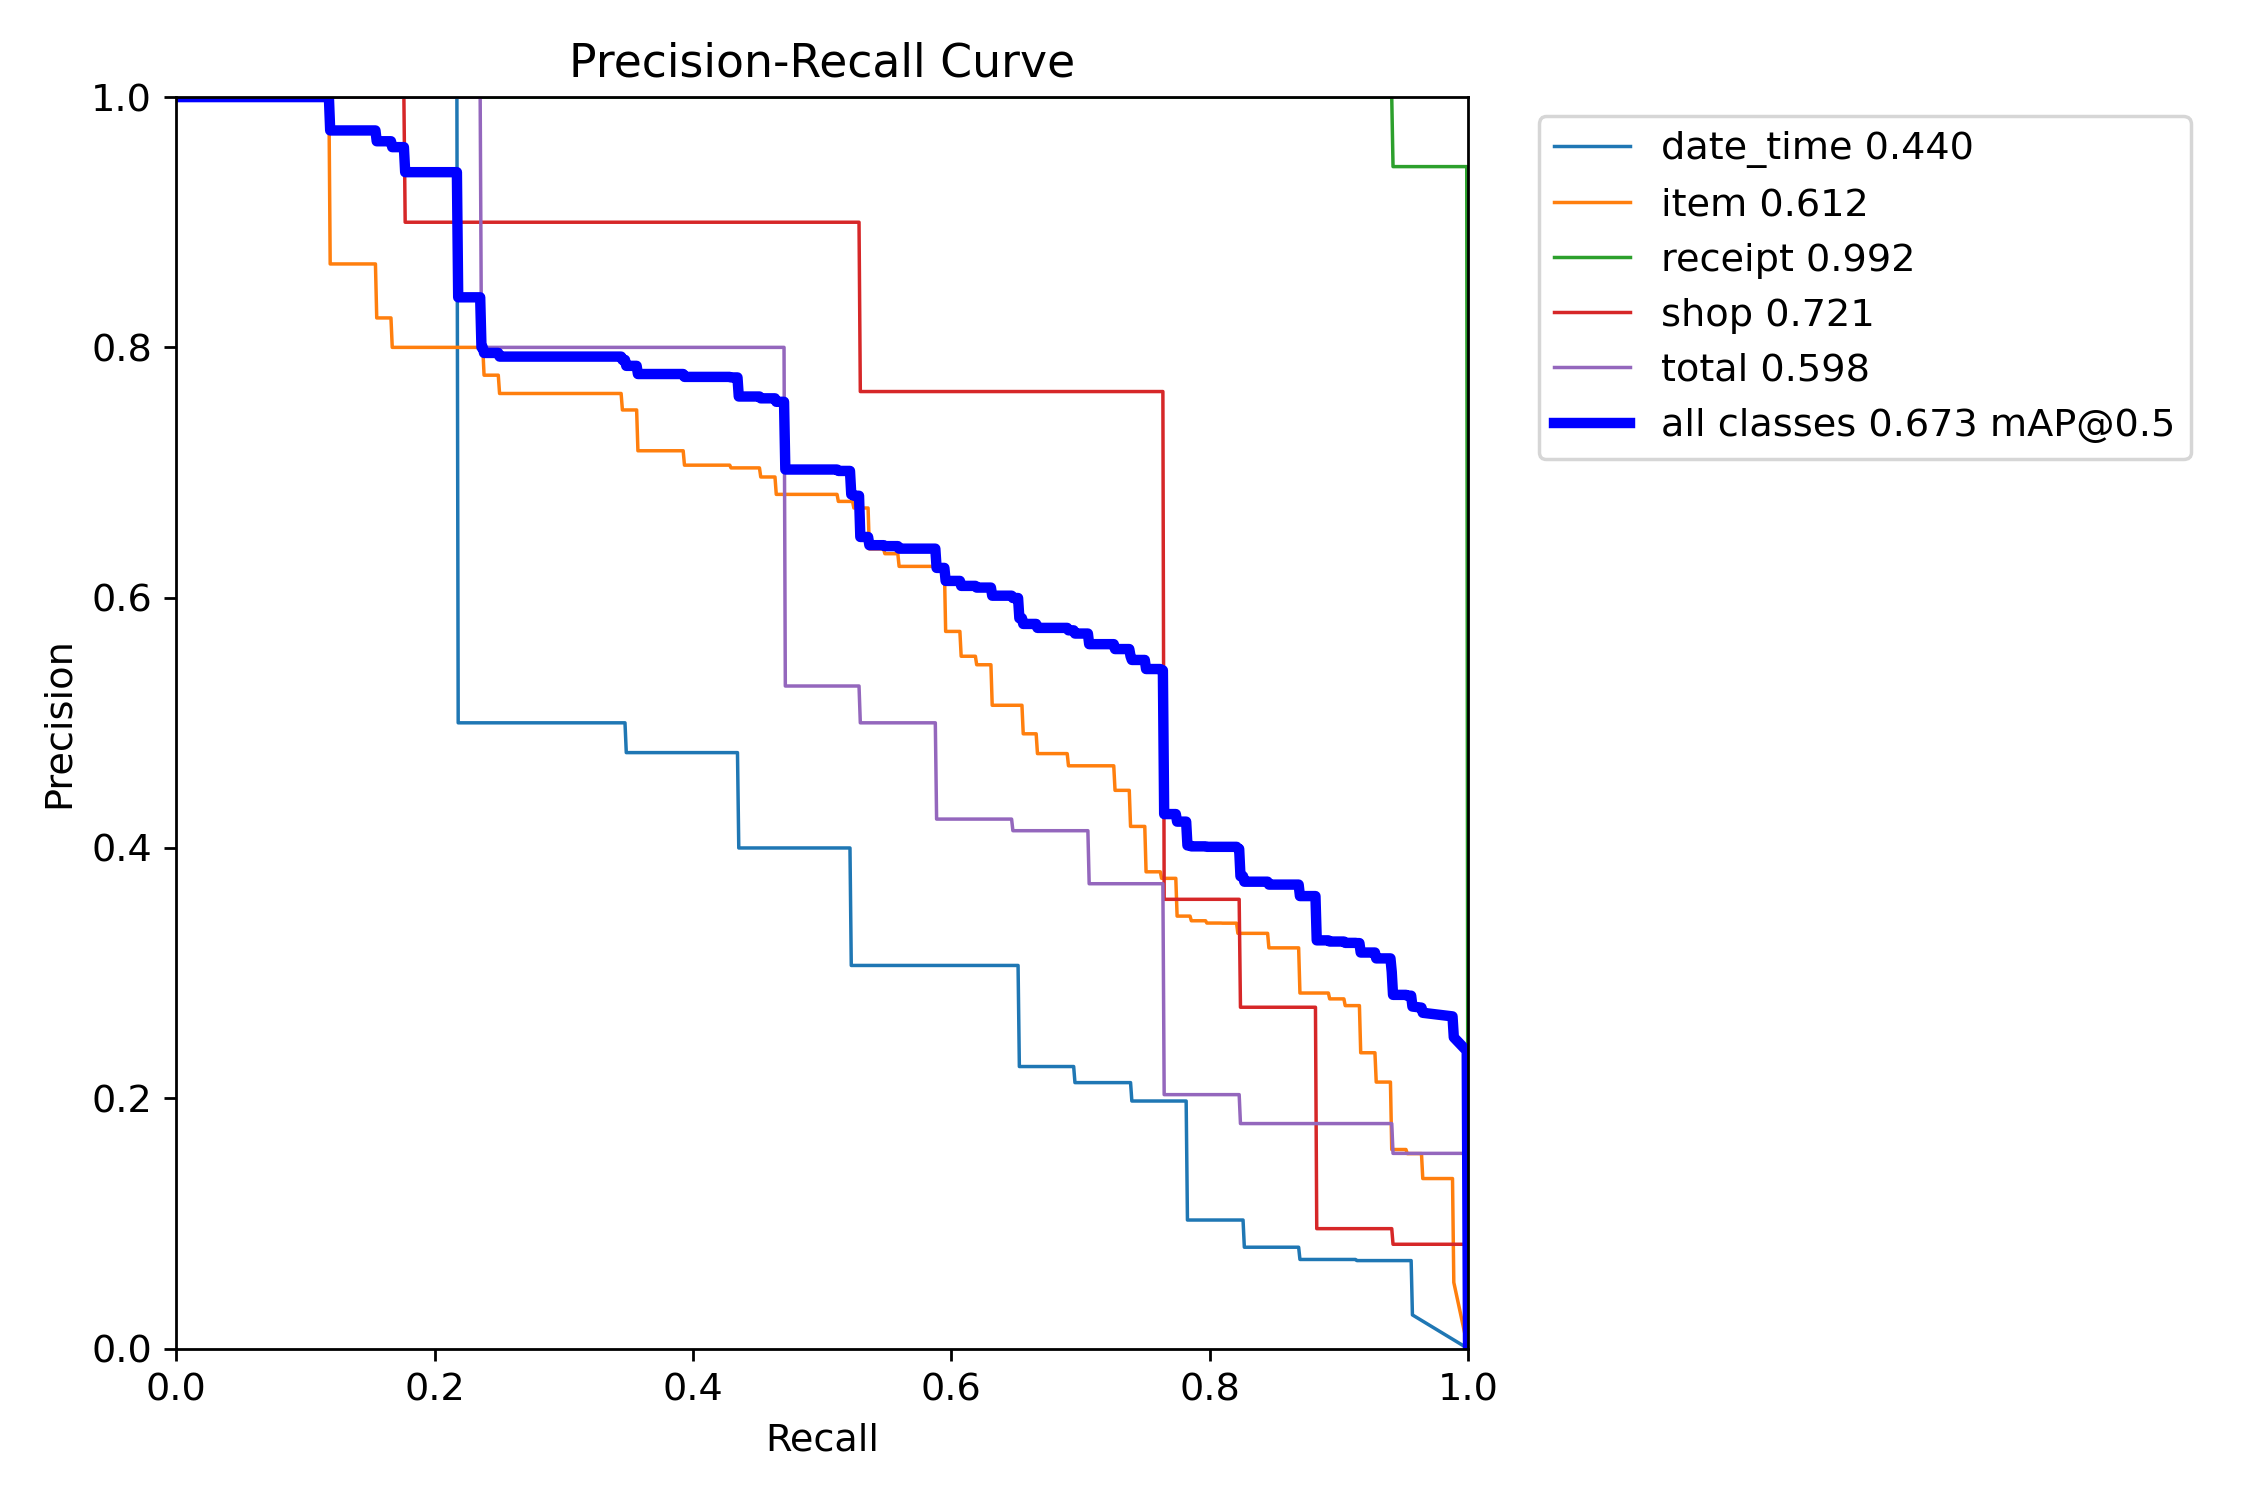 Precision-Recall Curve
1.0
0.8
0.6
0.4
0.2
0.0
Precision
0.0 0.2 0.4 0.6 0.8 1.0
Recall
date_time 0.440
item 0.612
receipt 0.992
shop 0.721
total 0.598
all classes 0.673 mAP@0.5